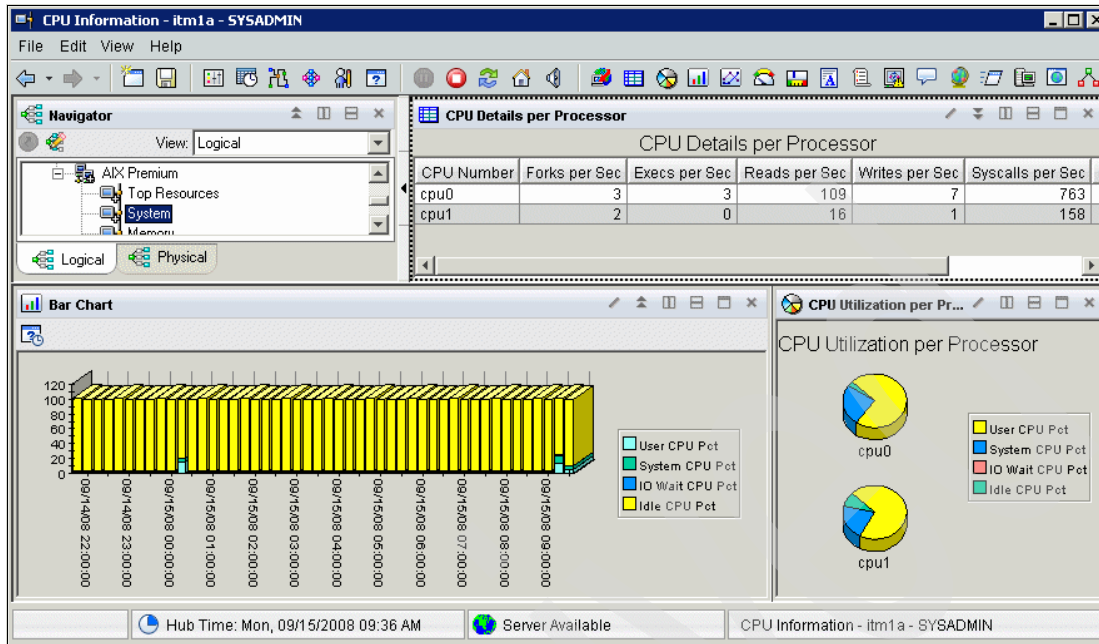 CPU Information - itm1a - SYSADMIN
File Edit View Help
Navigator
View: Logical
AIX Premium
Top Resources
System
Memory
Logical Physical
CPU Details per Processor
CPU Details per Processor
CPU Number Forks per Sec Execs per Sec Reads per Sec Writes per Sec Syscalls per Sec
cpu0 3 3 109 7 763
cpu1 2 0 16 1 158
Bar Chart
120
100
80
60
40
20
0
09/14/08 22:00:00
09/14/08 23:00:00
09/15/08 00:00:00
09/15/08 01:00:00
09/15/08 02:00:00
09/15/08 03:00:00
09/15/08 04:00:00
09/15/08 05:00:00
09/15/08 06:00:00
09/15/08 07:00:00
09/15/08 08:00:00
09/15/08 09:00:00
User CPU Pct
System CPU Pct
IO Wait CPU Pct
Idle CPU Pct
CPU Utilization per Pr...
CPU Utilization per Processor
cpu0
cpu1
User CPU Pct
System CPU Pct
IO Wait CPU Pct
Idle CPU Pct
Hub Time: Mon, 09/15/2008 09:36 AM
Server Available
CPU Information - itm1a - SYSADMIN